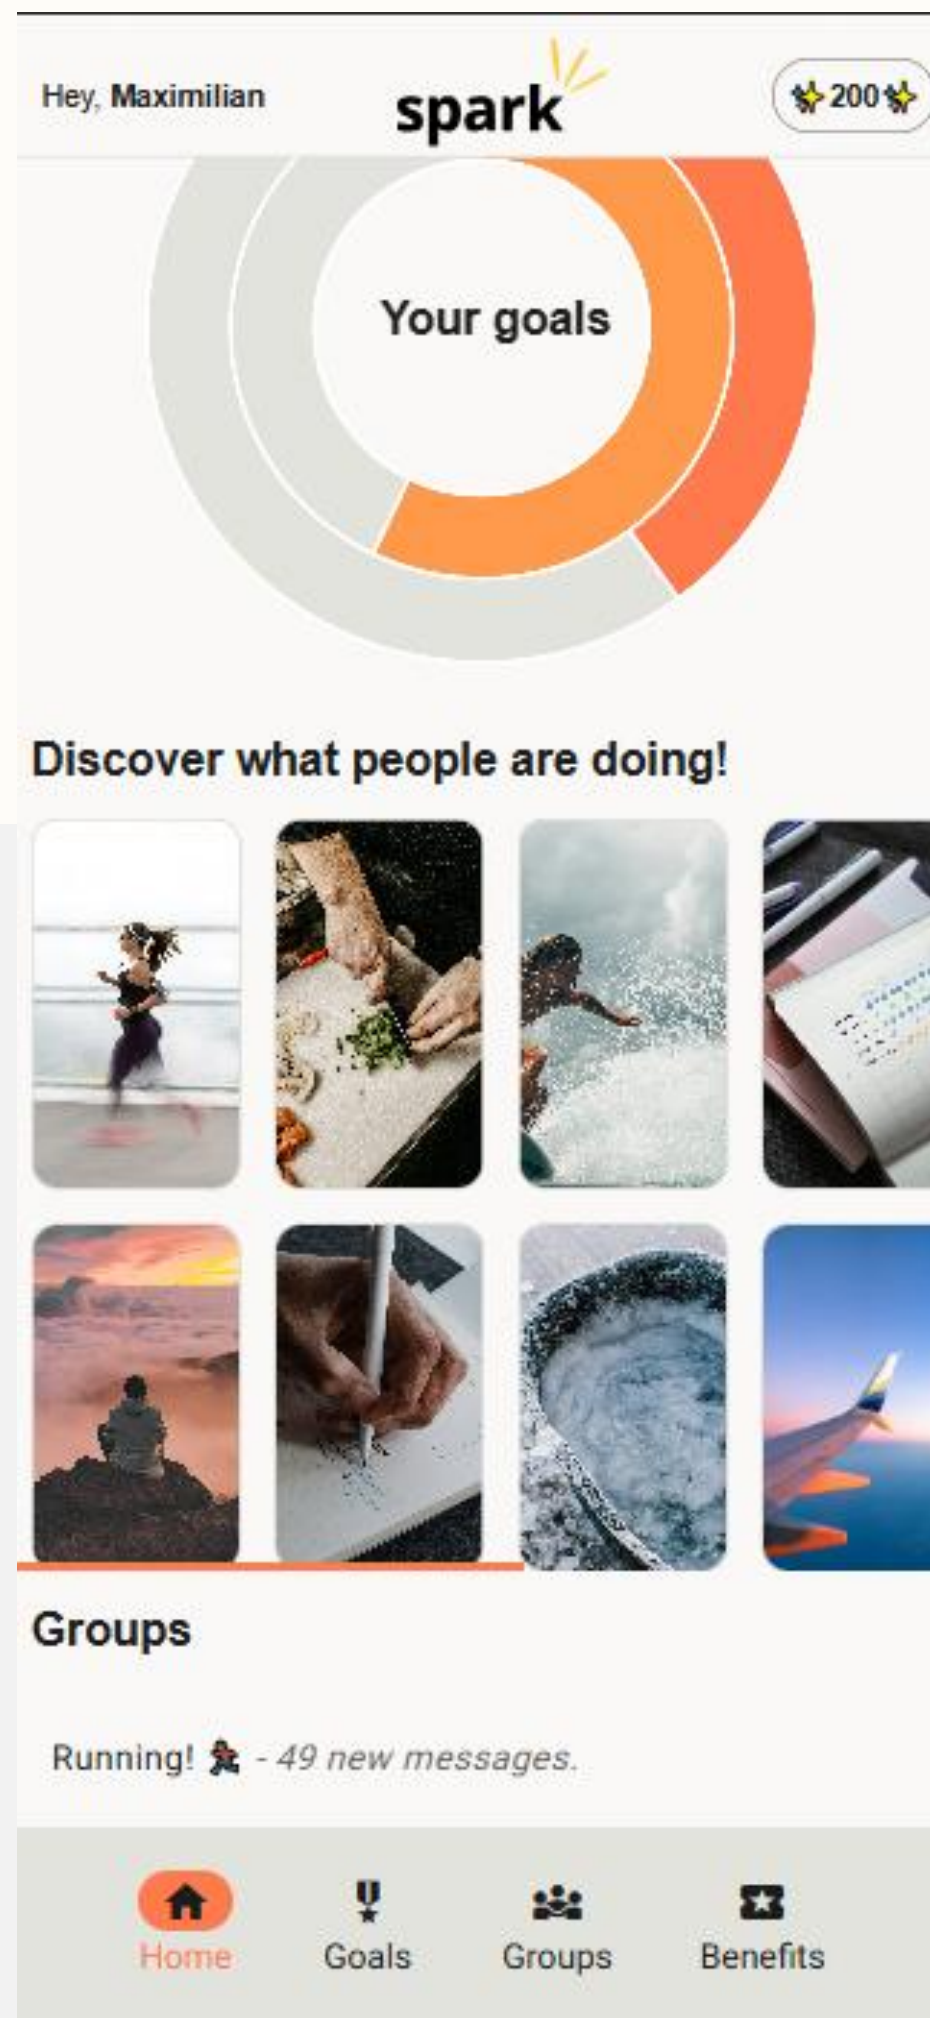 Hey, Maximilian
spark
✨200✨
Your goals
Discover what people are doing!
Groups
Running! 🏃 - 49 new messages.
Home
Goals
Groups
Benefits